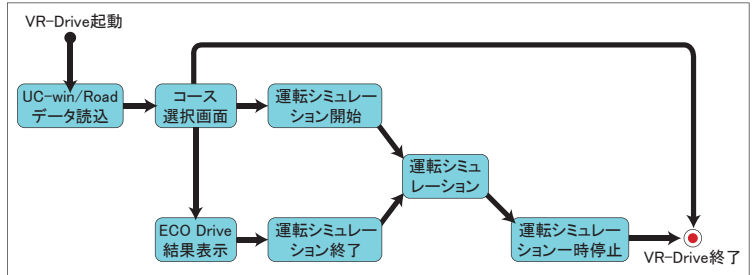 VR-Drive起動
UC-win/Road
データ読込
コース
選択画面
運転シミュレー
ション開始
運転シミュ
レーション
ECO Drive
結果表示
運転シミュレー
ション終了
運転シミュレー
ション一時停止
VR-Drive終了